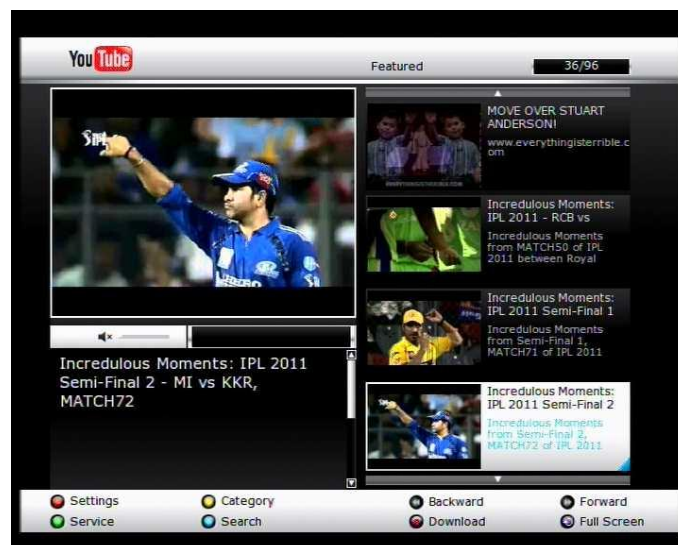 You Tube
Featured
36/96
MOVE OVER STUART
ANDERSON!
www.everythingisterrible.c
om
EVERYTHINGISTERRIBLE.COM
Incredulous Moments:
IPL 2011 - RCB vs
Incredulous Moments
from MATCH50 of IPL
2011 between Royal
Incredulous Moments:
IPL 2011 Semi-Final 1
Incredulous Moments
from Semi-Final 1,
MATCH71 of IPL 2011
Incredulous Moments:
IPL 2011 Semi-Final 2
Incredulous Moments
from Semi-Final 2,
MATCH72 of IPL 2011
Incredulous Moments: IPL 2011
Semi-Final 2 - MI vs KKR,
MATCH72
Settings
Category
Backward
Forward
Service
Search
Download
Full Screen